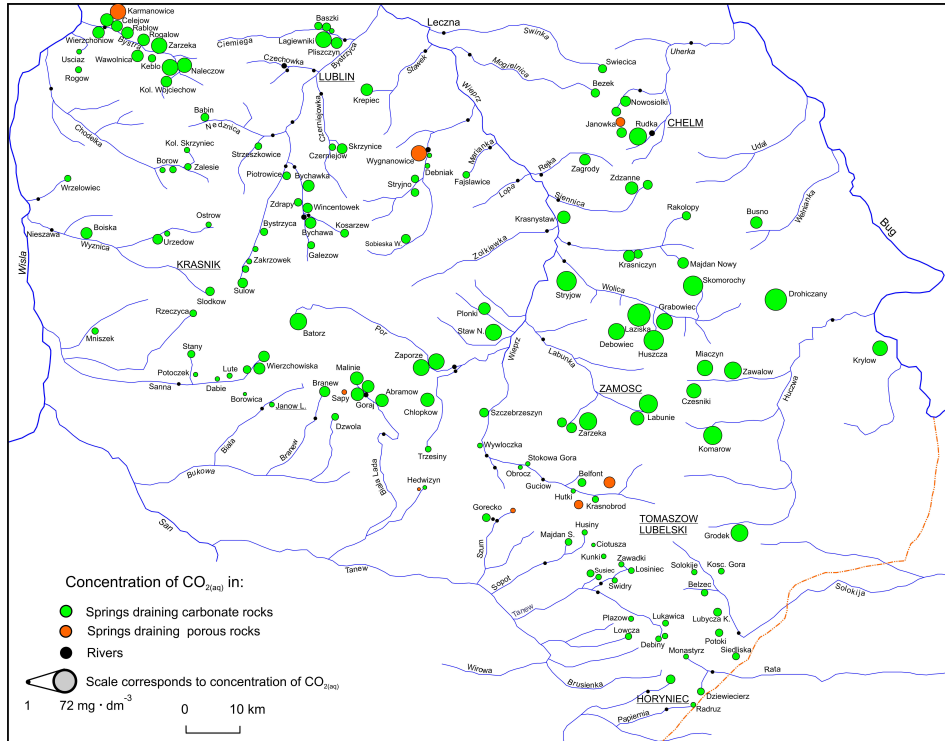 Karmanowice
Celejow
Rablow
Rogalow
Wierzchoniow
Bystra
Zarzeka
Usciaz
Wawolnica
Keblo
Naleczow
Rogow
Kol. Wojciechow
Baszki
Ciemiega
Lagiewniki
Pliszczyn
Bystrzyca
Czechowka
LUBLIN
Leczna
Swinka
Uherka
Stawek
Mogielnica
Swiecica
Wieprz
Bezek
Krepiec
Nowosiolki
Janowka
Rudka
CHELM
Babin
Nedznica
Chodelka
Kol. Skrzyniec
Borow
Zalesie
Strzeszkowice
Czerniejowka
Czerniejow
Skrzynice
Wygnanowice
Marianka
Debniak
Fajslawice
Rejka
Zagrody
Udal
Zdzanne
Piotrowice
Bychawka
Stryjno
Lopa
Siennica
Welnianka
Wrzelowiec
Zdrapy
Wincentowek
Krasnystaw
Rakolopy
Busno
Bug
Ostrow
Bystrzyca
Bychawa
Kosarzew
Nieszawa
Boiska
Wyznica
Urzedow
Sobieska W.
Zolkiewka
Galezow
Wisla
KRASNIK
Zakrzowek
Krasniczyn
Majdan Nowy
Sulow
Stryjow
Wolica
Skomorochy
Slodkow
Grabowiec
Drohiczany
Rzeczyca
Plonki
Laziska
Batorz
Por
Staw N.
Debowiec
Huszcza
Mniszek
Wieprz
Labunka
Stany
Zaporze
Miaczyn
Krylow
Potoczek
Lute
Wierzchowiska
Malinie
Zawalow
Sanna
Dabie
Branew
Sapy
Goraj
Abramow
ZAMOSC
Czesniki
Huczwa
Borowica
Janow L.
Chlopkow
Szczebrzeszyn
Labunie
Dzwola
Zarzeka
Biala
Branew
Komarow
Trzesiny
Wywloczka
Bukowa
Biala Lada
Stokowa Gora
Obrocz
Guciow
Belfont
Hedwizyn
Hutki
Krasnobrod
San
Gorecko
TOMASZOW
LUBELSKI
Husiny
Grodek
Szum
Majdan S.
Ciotusza
Kunki
Zawadki
Tanew
Sopot
Susiec
Losiniec
Solokije
Kosc. Gora
Swidry
Belzec
Solokija
Tanew
Plazow
Lukawica
Lubycza K.
Lowcza
Debiny
Potoki
Monastyrz
Siedliska
Wirowa
Rata
Brusienka
HORYNIEC
Dziewiecierz
Papiernia
Radruz
Concentration of CO2(aq) in:
Springs draining carbonate rocks
Springs draining porous rocks
Rivers
Scale corresponds to concentration of CO2(aq)
1 72 mg · dm-3
0 10 km